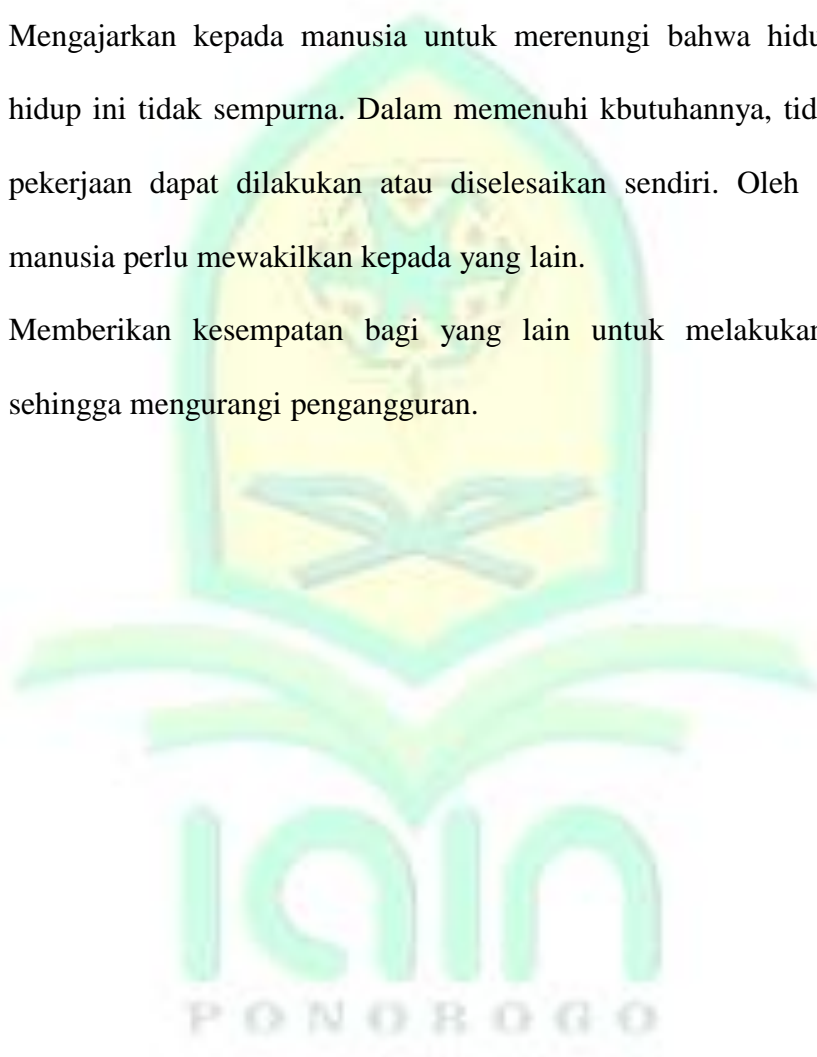 Mengajarkan kepada manusia untuk merenungi bahwa hidu
hidup ini tidak sempurna. Dalam memenuhi kbutuhannya, tid
pekerjaan dapat dilakukan atau diselesaikan sendiri. Oleh
manusia perlu mewakilkan kepada yang lain.
Memberikan kesempatan bagi yang lain untuk melakukan
sehingga mengurangi pengangguran.
iain
PONOROGO